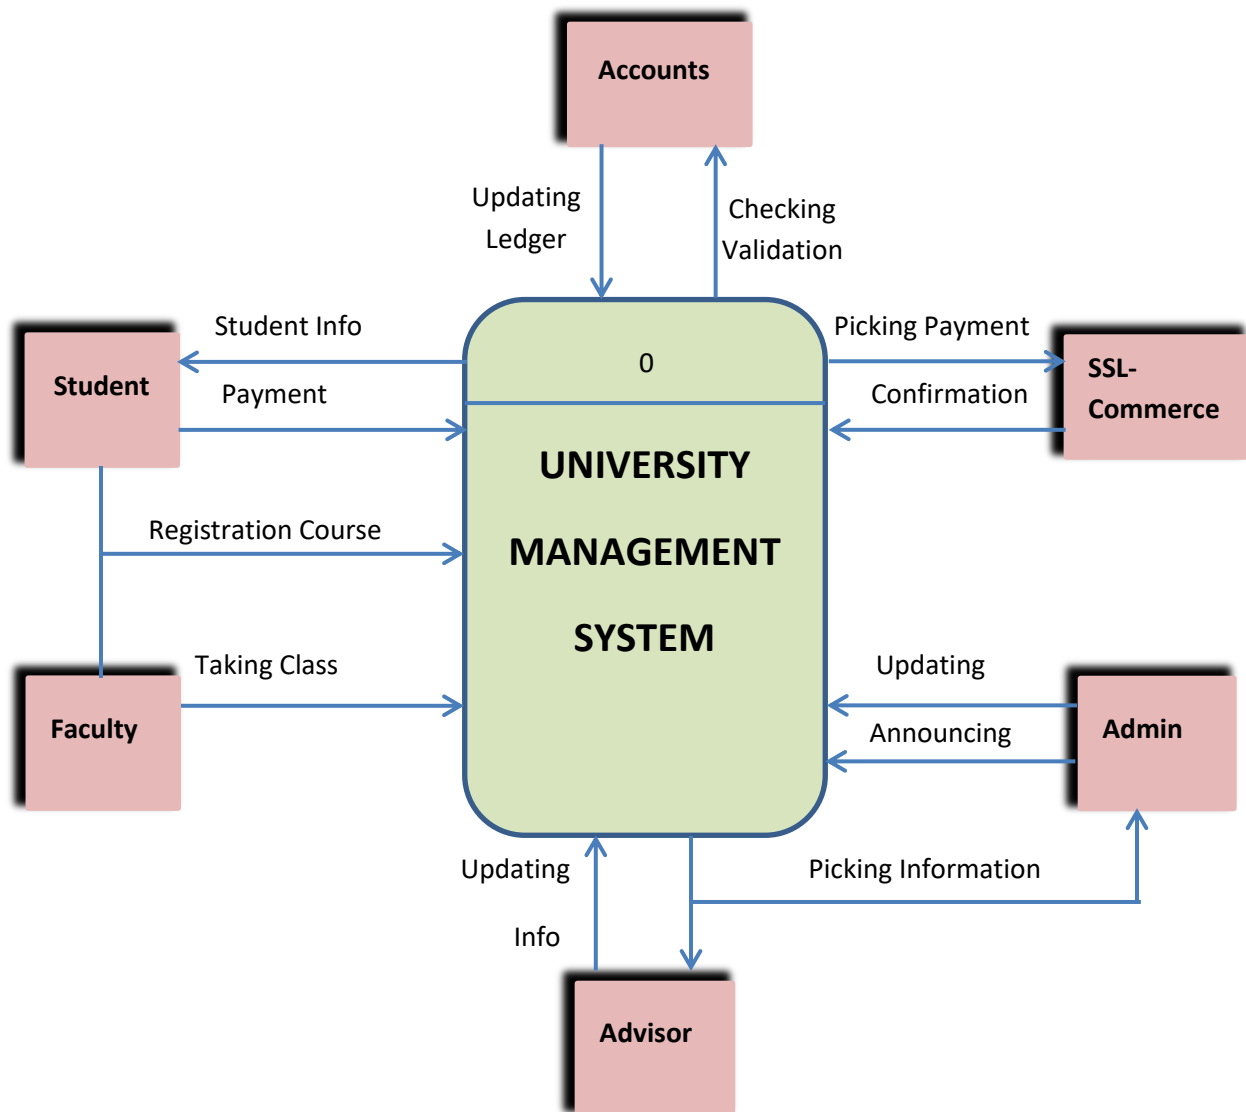 Accounts
Updating
Ledger
Checking
Validation
Student Info
Picking Payment
0
Student
SSL-
Commerce
Payment
Confirmation
UNIVERSITY
MANAGEMENT
SYSTEM
Registration Course
Taking Class
Updating
Faculty
Announcing
Admin
Updating
Info
Picking Information
Advisor